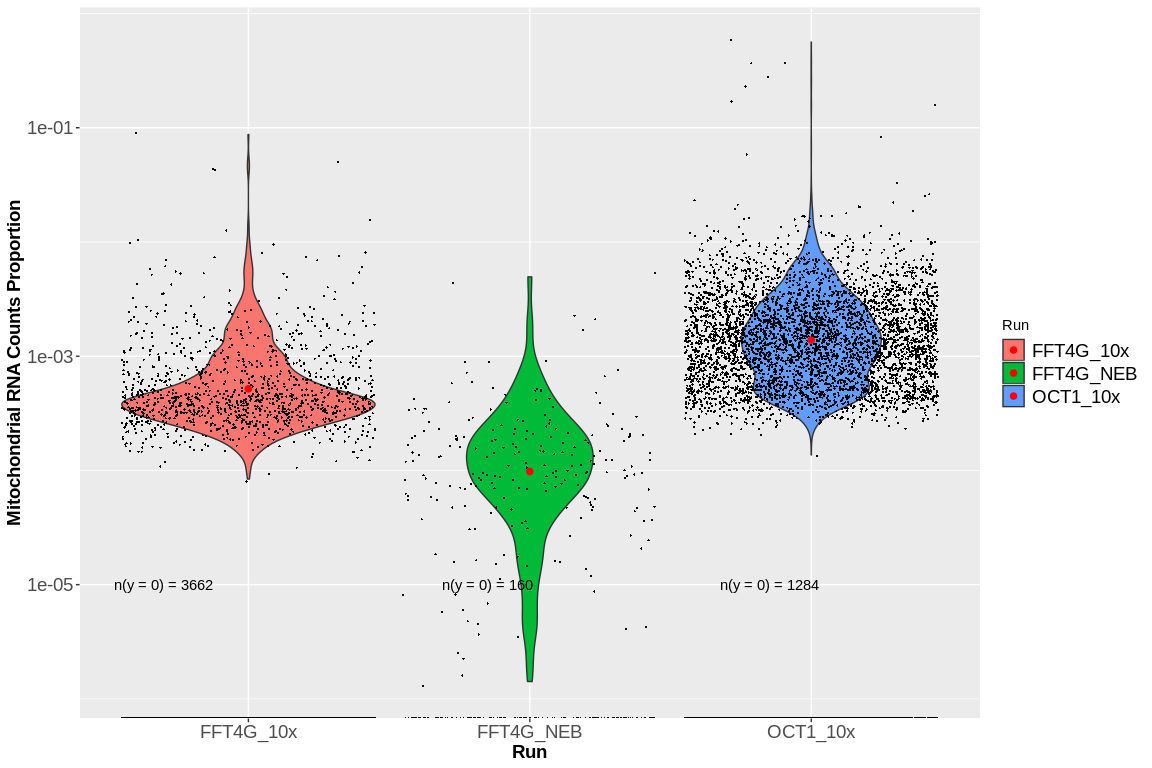 Mitochondrial RNA Counts Proportion
1e-01
1e-03
1e-05
n(y = 0) = 3662
n(y = 0) = 160
n(y = 0) = 1284
FFT4G_10x
FFT4G_NEB
OCT1_10x
Run
Run
FFT4G_10x
FFT4G_NEB
OCT1_10x